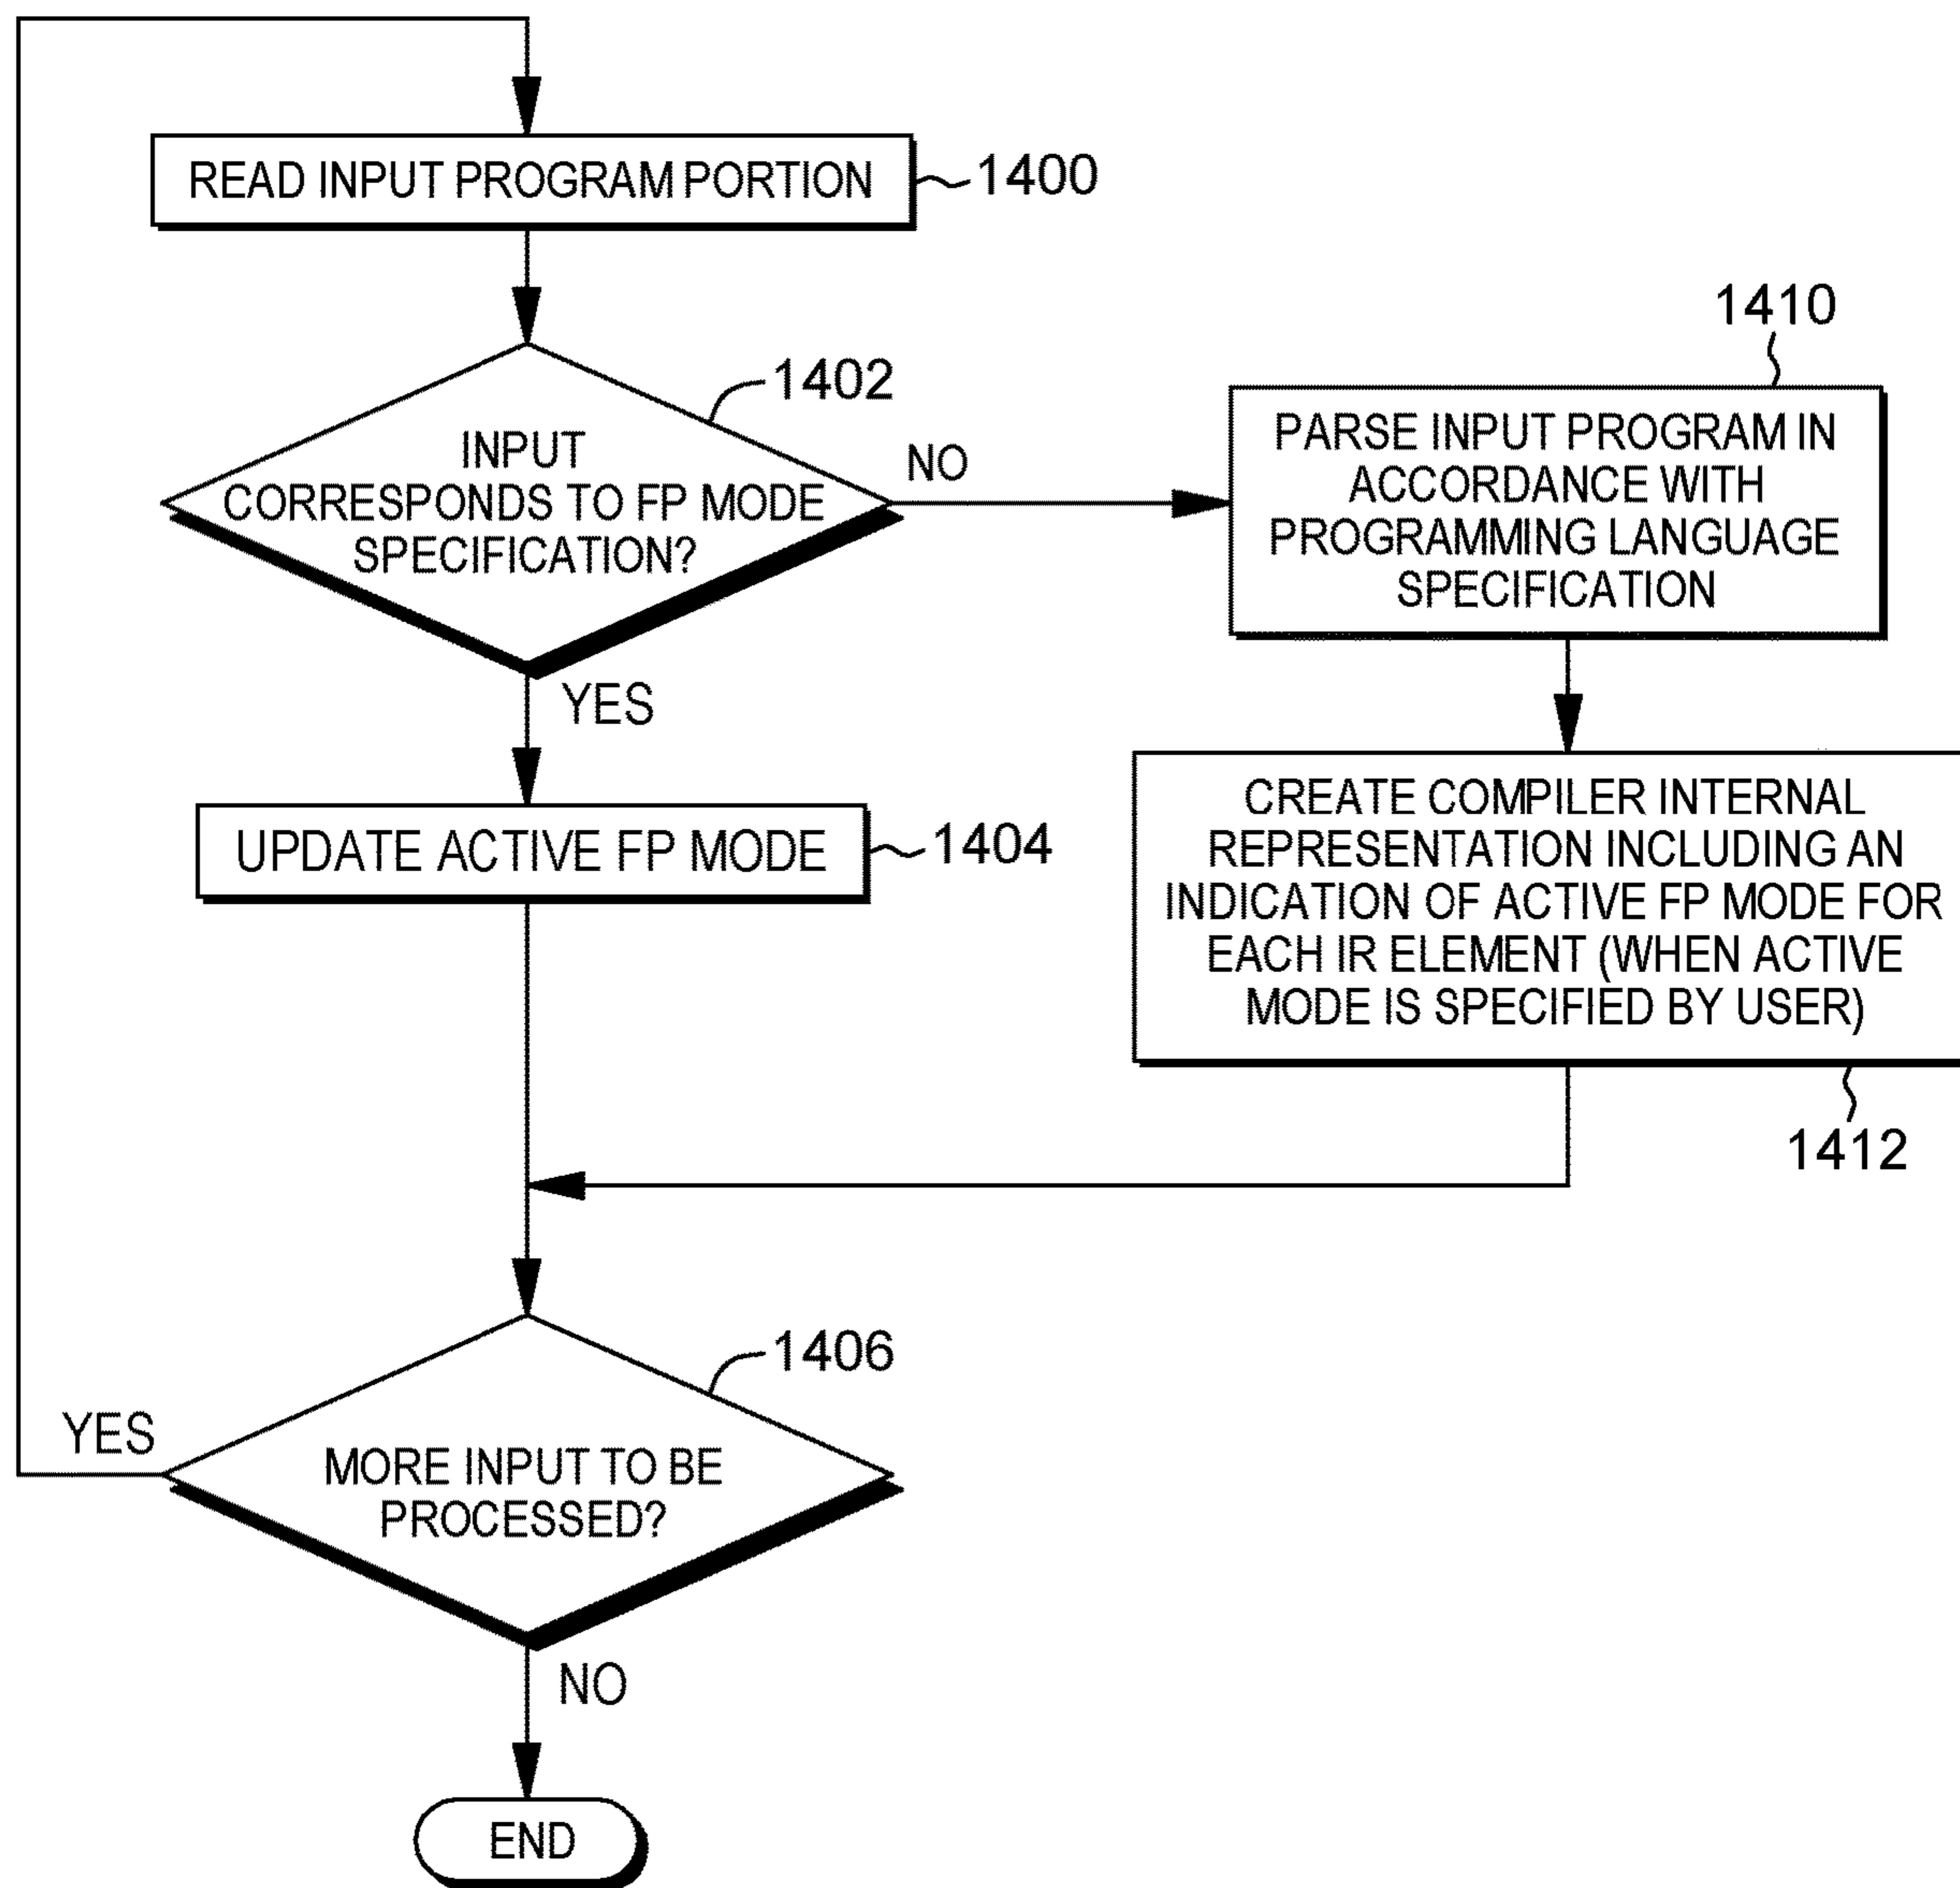 READ INPUT PROGRAM PORTION
1400
1402
INPUT
CORRESPONDS TO FP MODE
SPECIFICATION?
NO
YES
1410
PARSE INPUT PROGRAM IN
ACCORDANCE WITH
PROGRAMMING LANGUAGE
SPECIFICATION
UPDATE ACTIVE FP MODE
1404
CREATE COMPILER INTERNAL
REPRESENTATION INCLUDING AN
INDICATION OF ACTIVE FP MODE FOR
EACH IR ELEMENT (WHEN ACTIVE
MODE IS SPECIFIED BY USER)
1412
1406
MORE INPUT TO BE
PROCESSED?
YES
NO
END